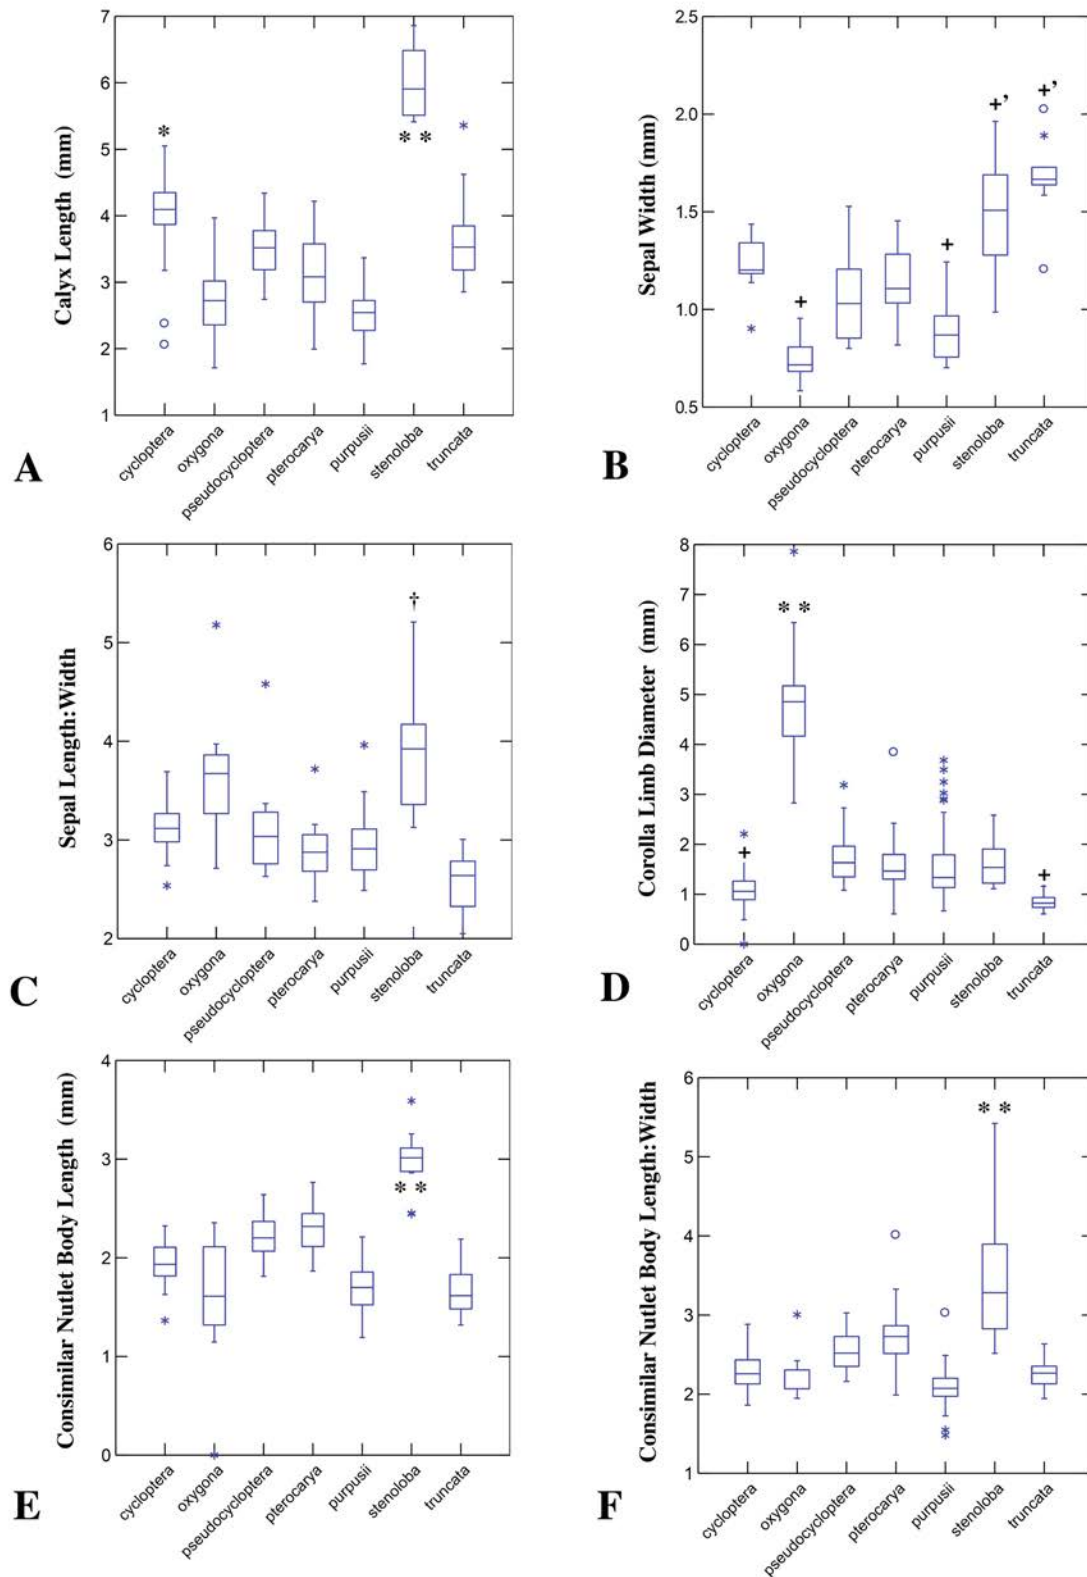 Calyx Length (mm)
7
6
5
4
3
2
1
*
* *
cycloptera
oxygona
pseudocycloptera
pterocarya
purpusii
stenoloba
truncata
A
Sepal Width (mm)
2.5
2.0
1.5
1.0
0.5
+
+
+’
+’
cycloptera
oxygona
pseudocycloptera
pterocarya
purpusii
stenoloba
truncata
B
Sepal Length:Width
6
5
4
3
2
†
cycloptera
oxygona
pseudocycloptera
pterocarya
purpusii
stenoloba
truncata
C
Corolla Limb Diameter (mm)
8
7
6
5
4
3
2
1
0
+
* *
+
cycloptera
oxygona
pseudocycloptera
pterocarya
purpusii
stenoloba
truncata
D
Consimilar Nutlet Body Length (mm)
4
3
2
1
0
* *
cycloptera
oxygona
pseudocycloptera
pterocarya
purpusii
stenoloba
truncata
E
Consimilar Nutlet Body Length:Width
6
5
4
3
2
1
* *
cycloptera
oxygona
pseudocycloptera
pterocarya
purpusii
stenoloba
truncata
F